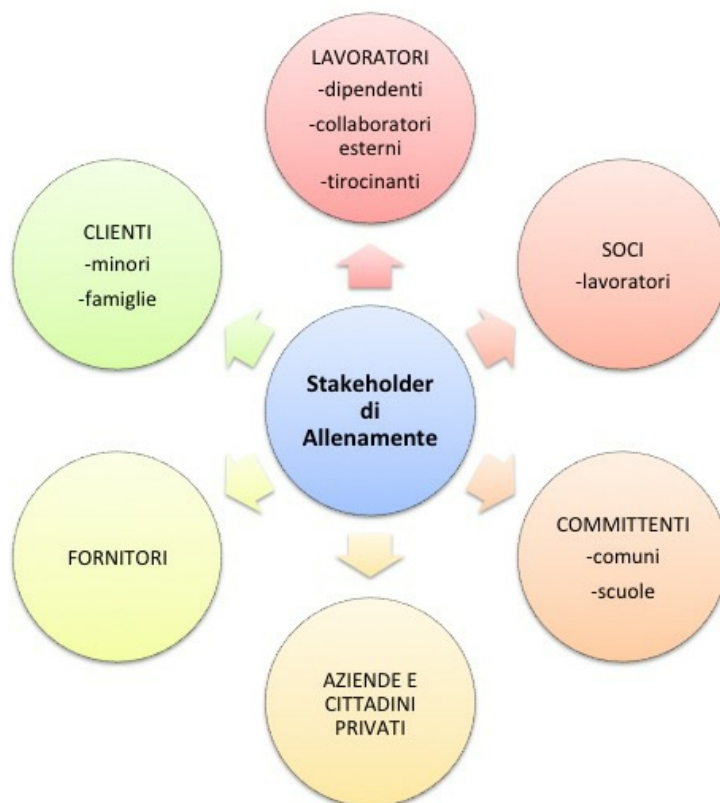 LAVORATORI
-dipendenti
-collaboratori
esterni
-tirocinanti
SOCI
-lavoratori
COMMITTENTI
-comuni
-scuole
AZIENDE E
CITTADINI
PRIVATI
FORNITORI
CLIENTI
-minori
-famiglie
Stakeholder
di
Allenamente